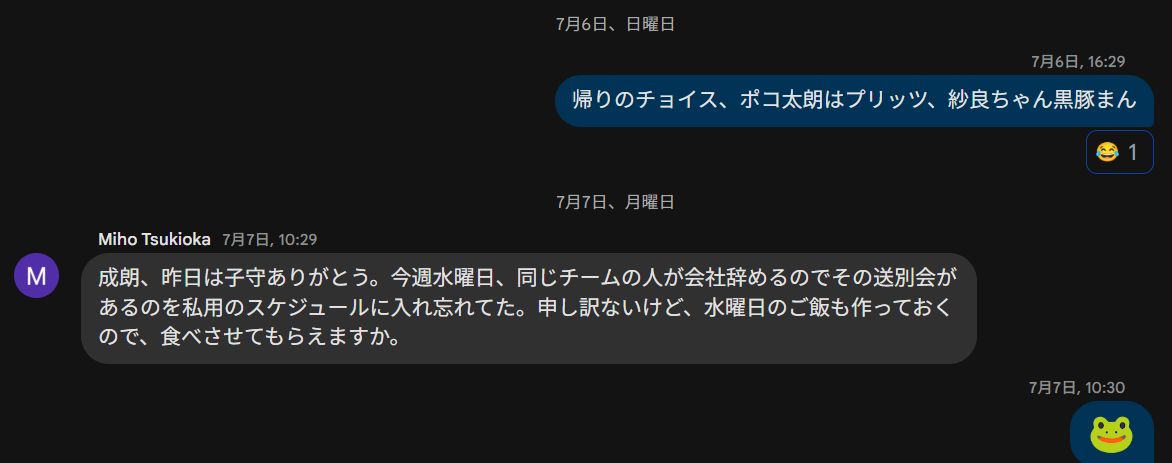 7月6日、日曜日
7月6日, 16:29
帰りのチョイス、ポコ太朗はプリッツ、紗良ちゃん黒豚まん
😂 1
7月7日、月曜日
Miho Tsukioka 7月7日, 10:29
M
成朗、昨日は子守ありがとう。今週水曜日、同じチームの人が会社辞めるのでその送別会が
あるのを私用のスケジュールに入れ忘れてた。申し訳ないけど、水曜日のご飯も作っておく
ので、食べさせてもらえますか。
7月7日, 10:30
🐸